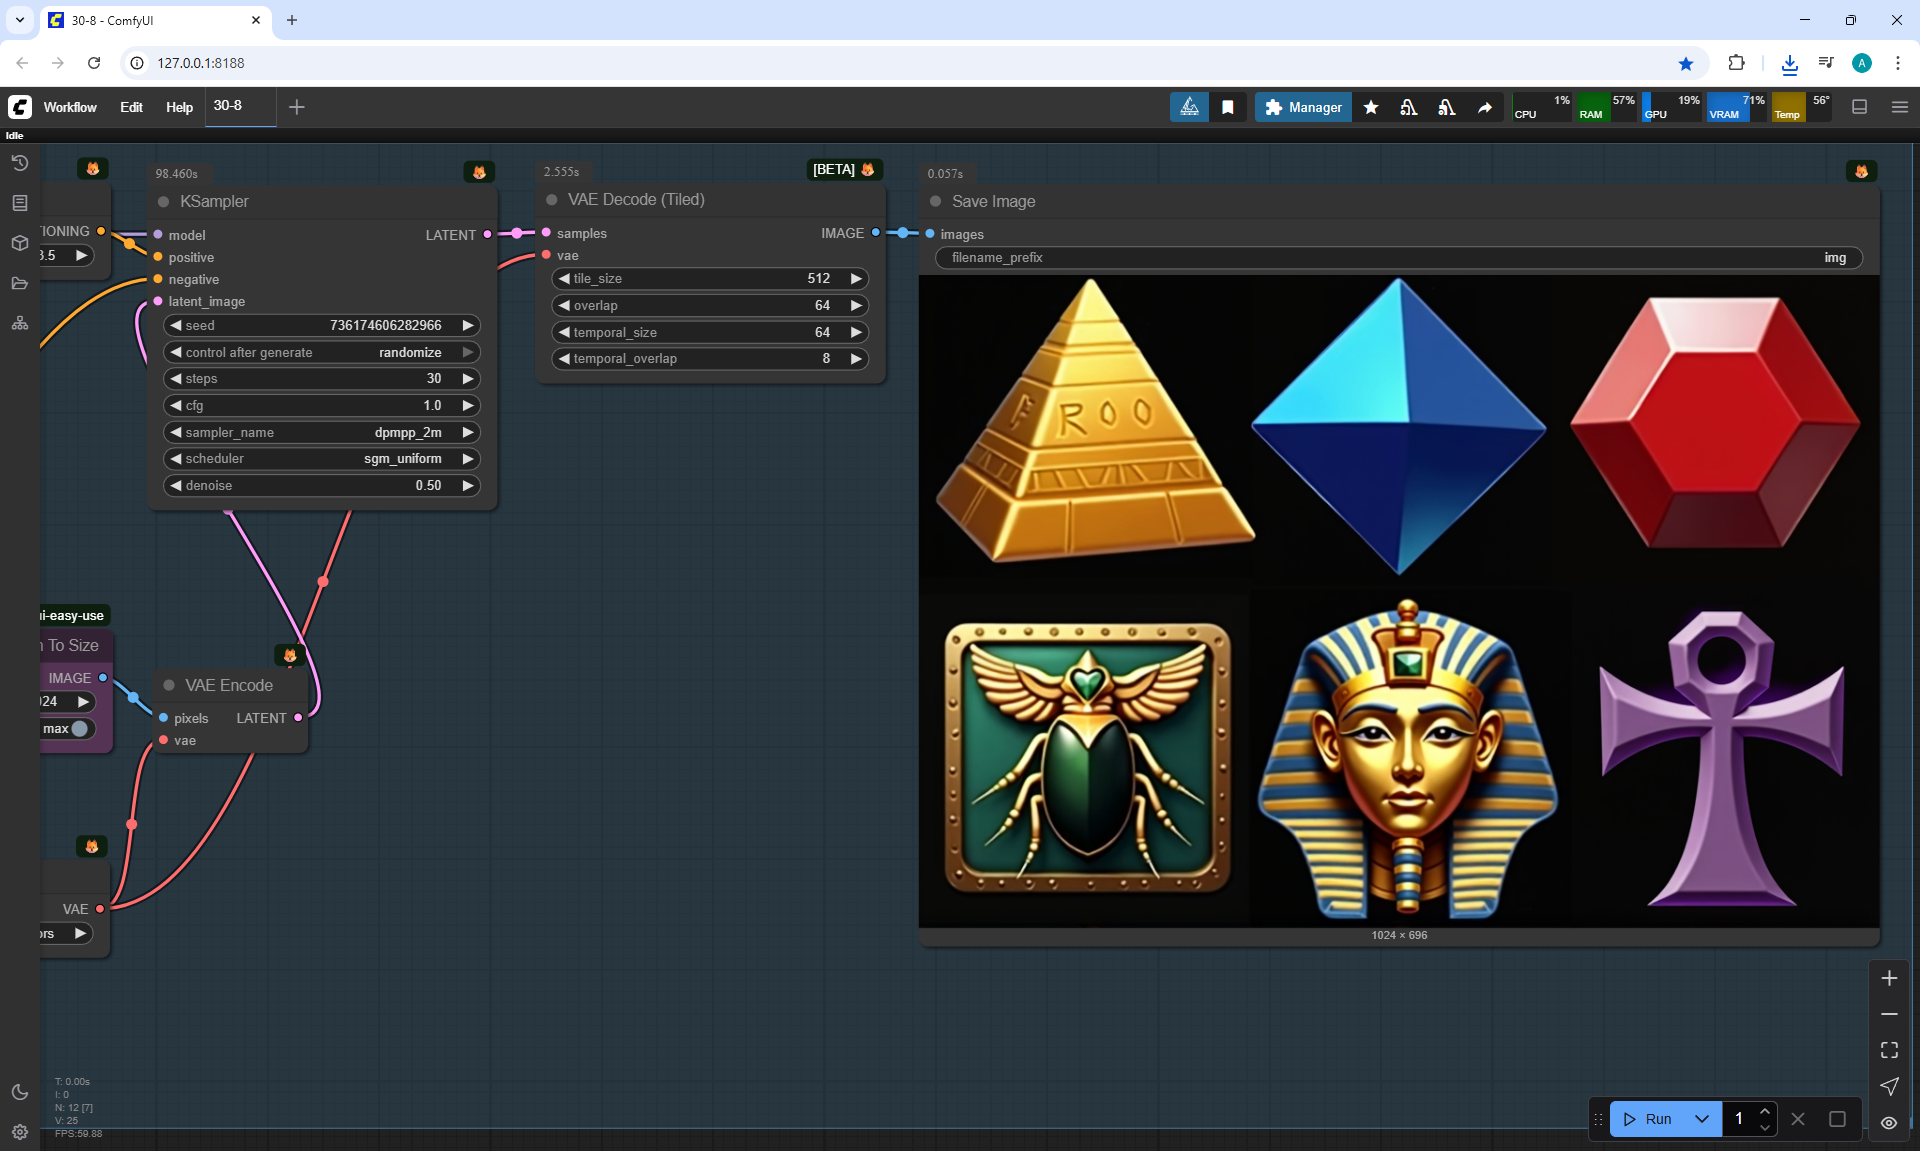 30-8 - ComfyUI
127.0.0.1:8188
A
Workflow Edit Help 30-8
Manager
CPU 1% RAM 57% GPU 19% VRAM 71% Temp 56°
Idle
98.460s
KSampler
model LATENT
positive
negative
latent_image
seed 736174606282966
control after generate randomize
steps 30
cfg 1.0
sampler_name dpmpp_2m
scheduler sgm_uniform
denoise 0.50
TIONING
3.5
2.555s [BETA]
VAE Decode (Tiled)
samples IMAGE
vae
tile_size 512
overlap 64
temporal_size 64
temporal_overlap 8
0.057s
Save Image
images
filename_prefix img
ROO
1024 × 696
ui-easy-use
n To Size
IMAGE
024
max
VAE Encode
pixels LATENT
vae
VAE
ors
T: 0.00s
I: 0
N: 12 [7]
V: 25
FPS:59.88
Run 1